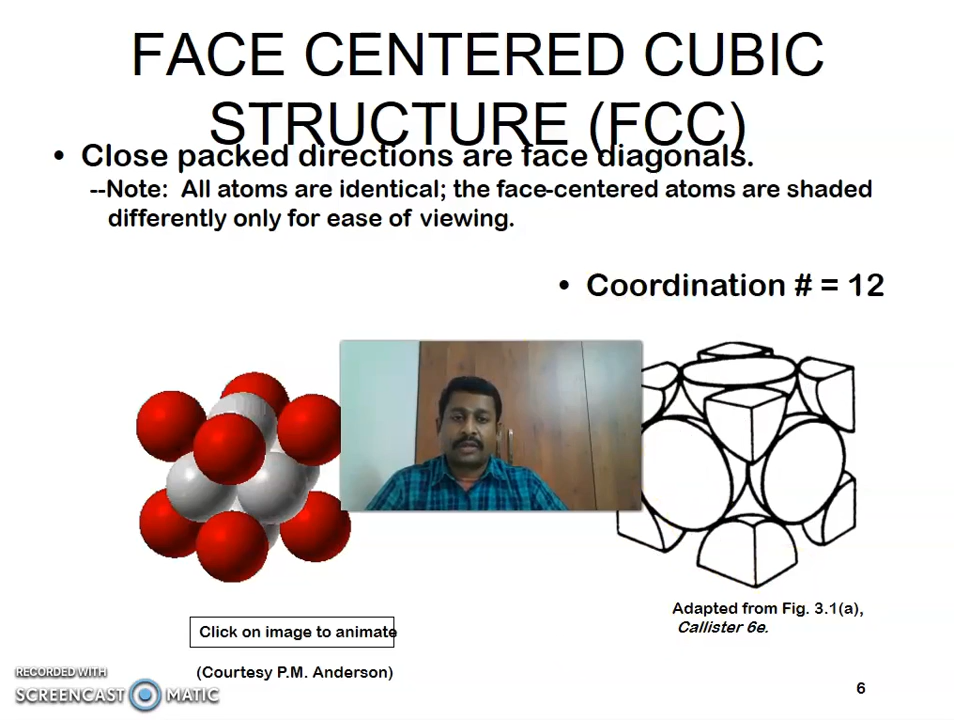 FACE CENTERED CUBIC
STRUCTURE (FCC)
• Close packed directions are face diagonals.
--Note: All atoms are identical; the face-centered atoms are shaded
differently only for ease of viewing.
• Coordination # = 12
Adapted from Fig. 3.1(a),
Callister 6e.
Click on image to animate
(Courtesy P.M. Anderson)
RECORDED WITH
SCREENCAST MATIC
6